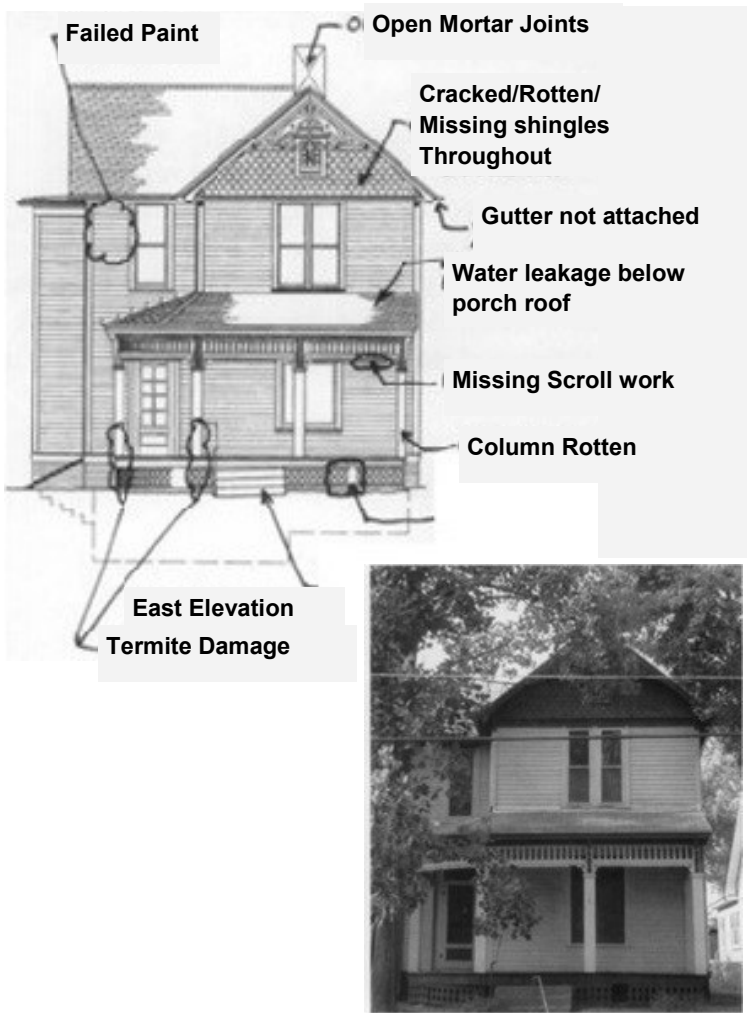 Failed Paint
Open Mortar Joints
Cracked/Rotten/
Missing shingles
Throughout
Gutter not attached
Water leakage below
porch roof
Missing Scroll work
Column Rotten
East Elevation
Termite Damage